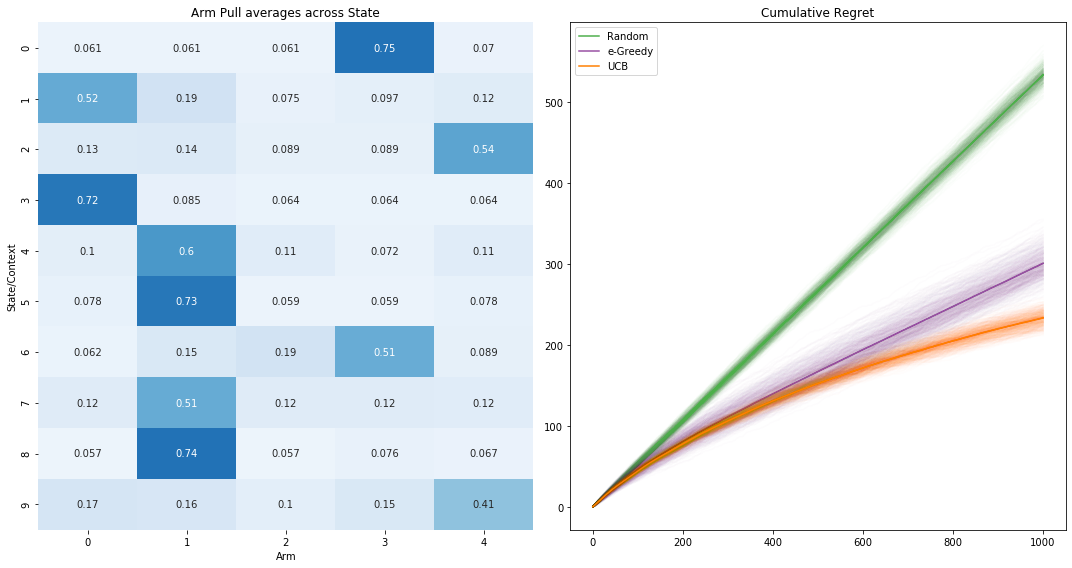 Arm Pull averages across State
0 0.061 0.061 0.061 0.75 0.07
1 0.52 0.19 0.075 0.097 0.12
2 0.13 0.14 0.089 0.089 0.54
3 0.72 0.085 0.064 0.064 0.064
4 0.1 0.6 0.11 0.072 0.11
5 0.078 0.73 0.059 0.059 0.078
6 0.062 0.15 0.19 0.51 0.089
7 0.12 0.51 0.12 0.12 0.12
8 0.057 0.74 0.057 0.076 0.067
9 0.17 0.16 0.1 0.15 0.41
State/Context
0 1 2 3 4
Arm
Cumulative Regret
Random
e-Greedy
UCB
500
400
300
200
100
0
0 200 400 600 800 1000